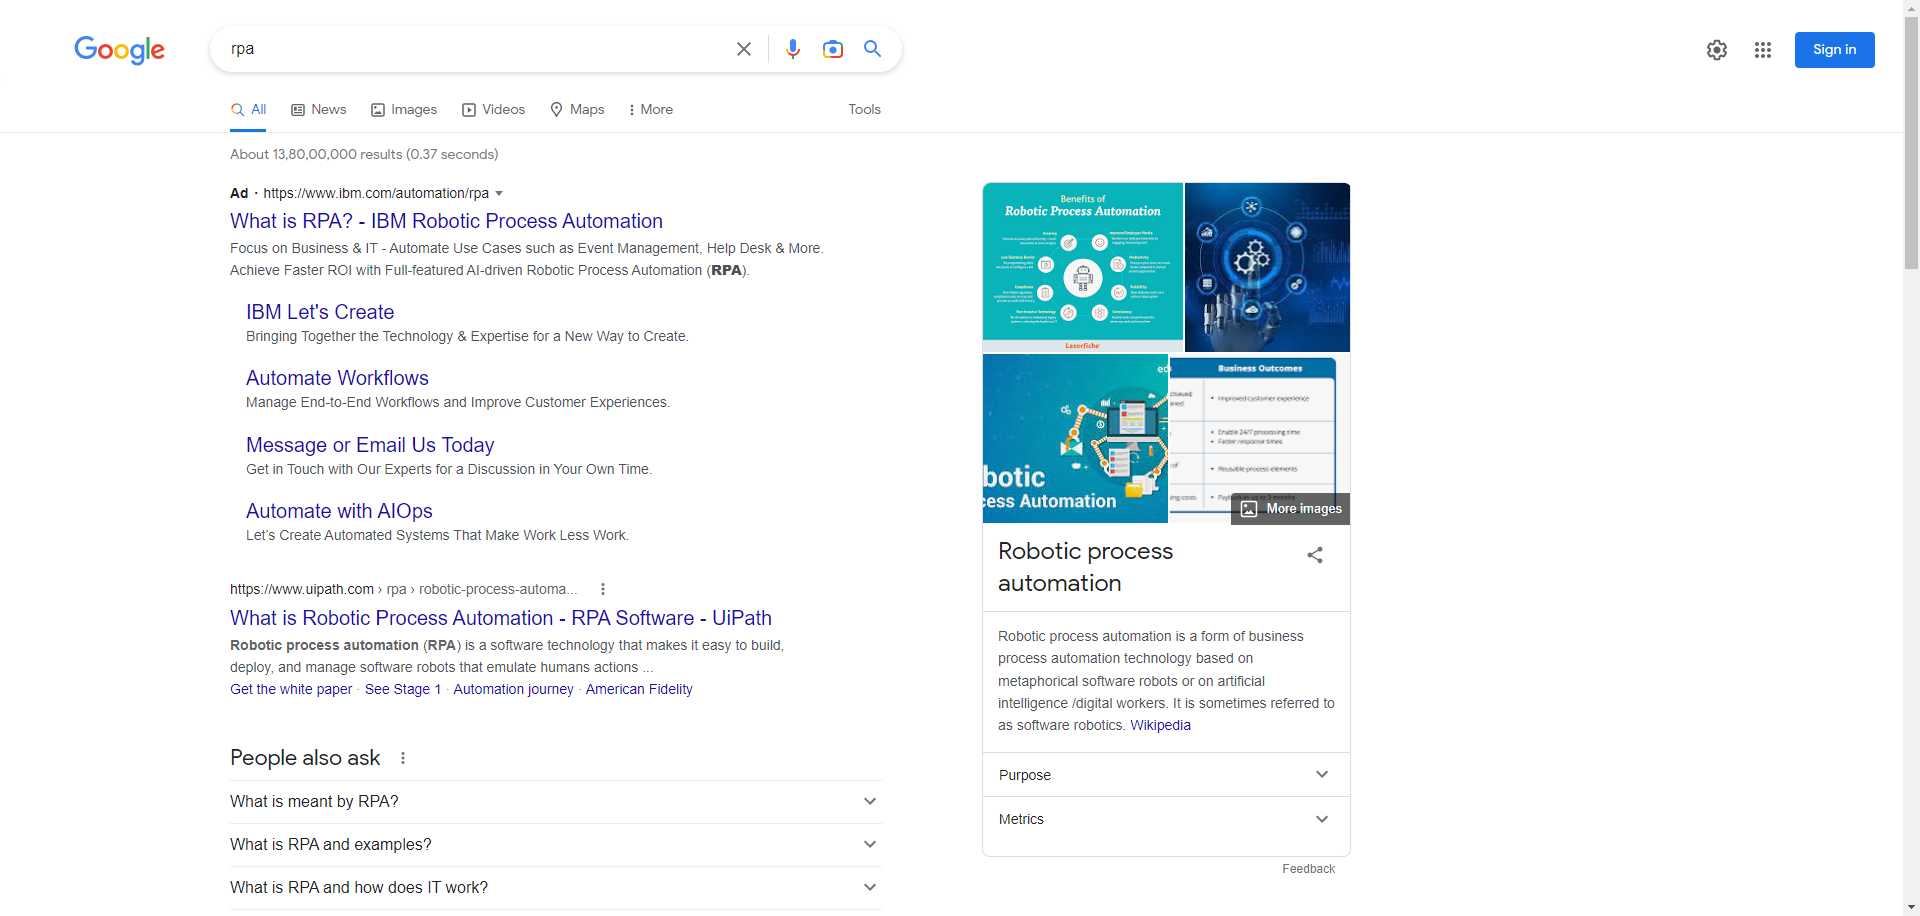 Google
rpa
Sign in
All
News
Images
Videos
Maps
More
Tools
About 13,80,00,000 results (0.37 seconds)
Ad · https://www.ibm.com/automation/rpa
What is RPA? - IBM Robotic Process Automation
Focus on Business & IT - Automate Use Cases such as Event Management, Help Desk & More.
Achieve Faster ROI with Full-featured AI-driven Robotic Process Automation (RPA).
IBM Let's Create
Bringing Together the Technology & Expertise for a New Way to Create.
Automate Workflows
Manage End-to-End Workflows and Improve Customer Experiences.
Message or Email Us Today
Get in Touch with Our Experts for a Discussion in Your Own Time.
Automate with AIOps
Let's Create Automated Systems That Make Work Less Work.
https://www.uipath.com › rpa › robotic-process-automa...
What is Robotic Process Automation - RPA Software - UiPath
Robotic process automation (RPA) is a software technology that makes it easy to build,
deploy, and manage software robots that emulate humans actions ...
Get the white paper · See Stage 1 · Automation journey · American Fidelity
People also ask
What is meant by RPA?
What is RPA and examples?
What is RPA and how does IT work?
Benefits of
Robotic Process Automation
Laserfiche
botic
cess Automation
Business Outcomes
• Improved customer experience
• Enable 24/7 processing time
• Faster response times
• Reusable process elements
More images
Robotic process
automation
Robotic process automation is a form of business
process automation technology based on
metaphorical software robots or on artificial
intelligence /digital workers. It is sometimes referred to
as software robotics. Wikipedia
Purpose
Metrics
Feedback